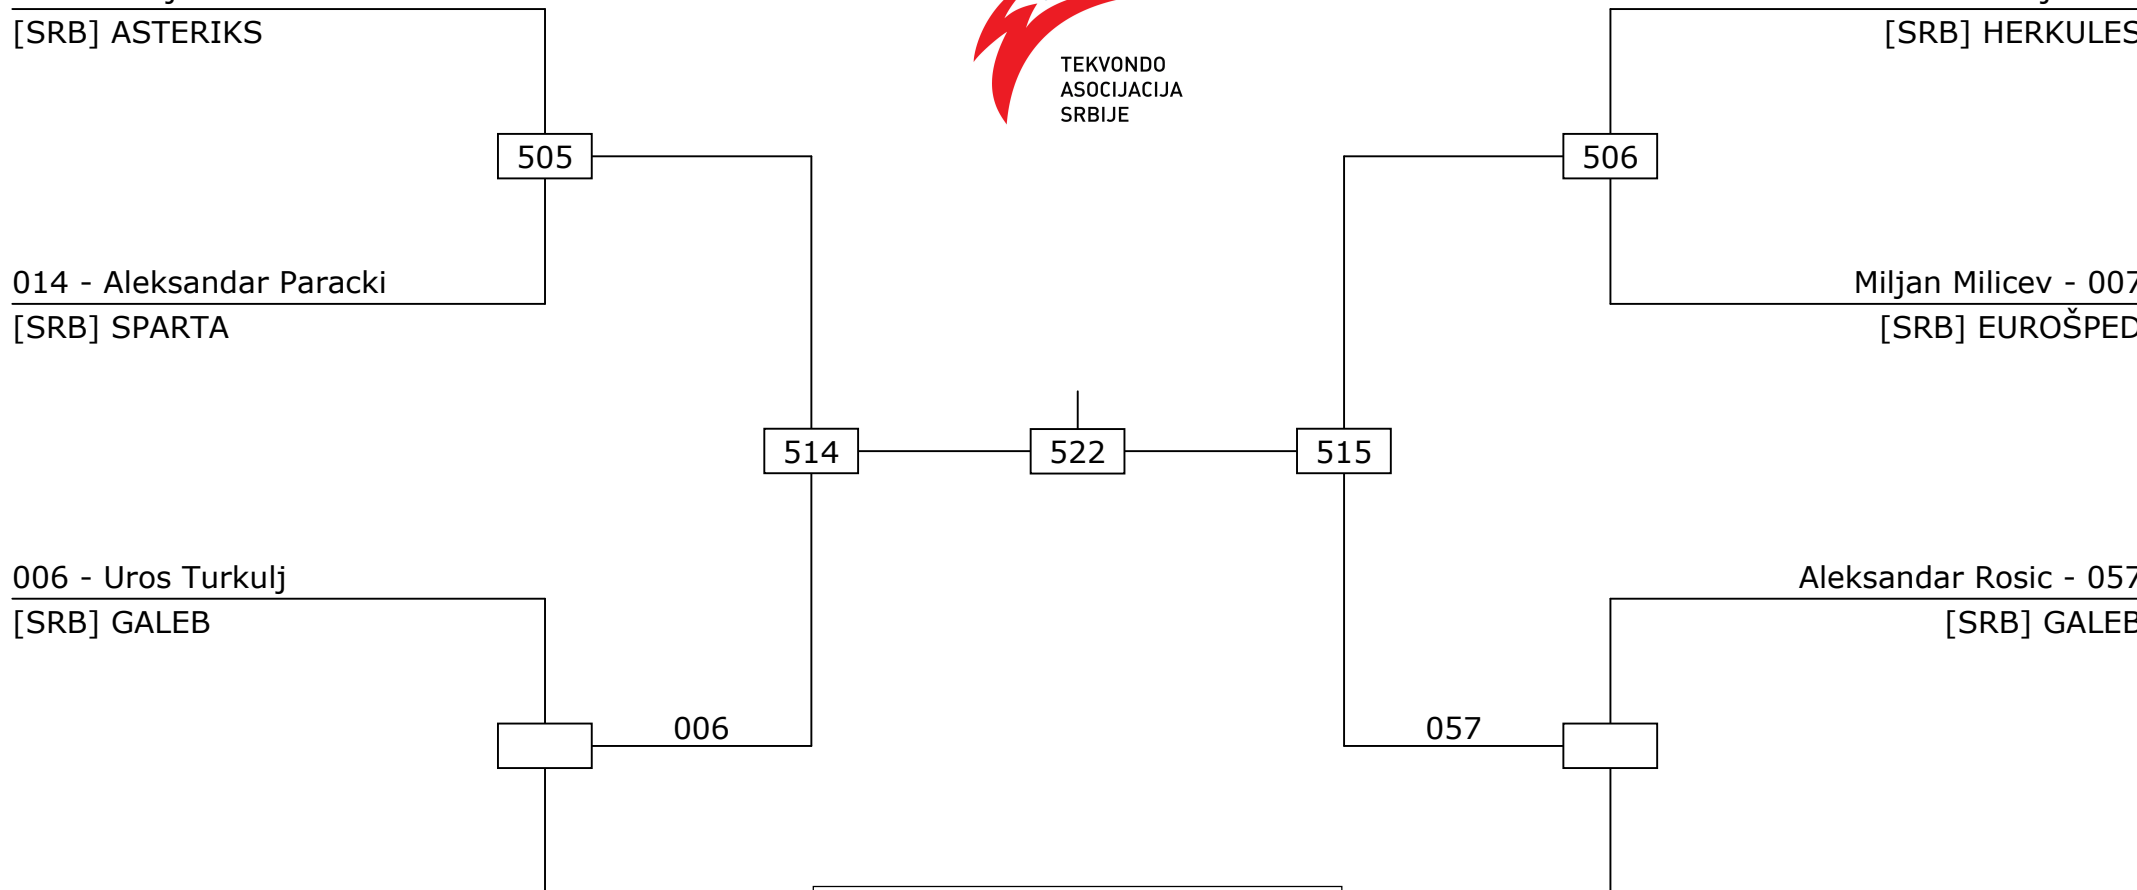 [SRB] ASTERIKS
[SRB] HERKULES
TEKVONDO
ASOCIJACIJA
SRBIJE
505
506
014 - Aleksandar Paracki
Miljan Milicev - 007
[SRB] SPARTA
[SRB] EUROŠPED
514
522
515
006 - Uros Turkulj
Aleksandar Rosic - 057
[SRB] GALEB
[SRB] GALEB
006
057